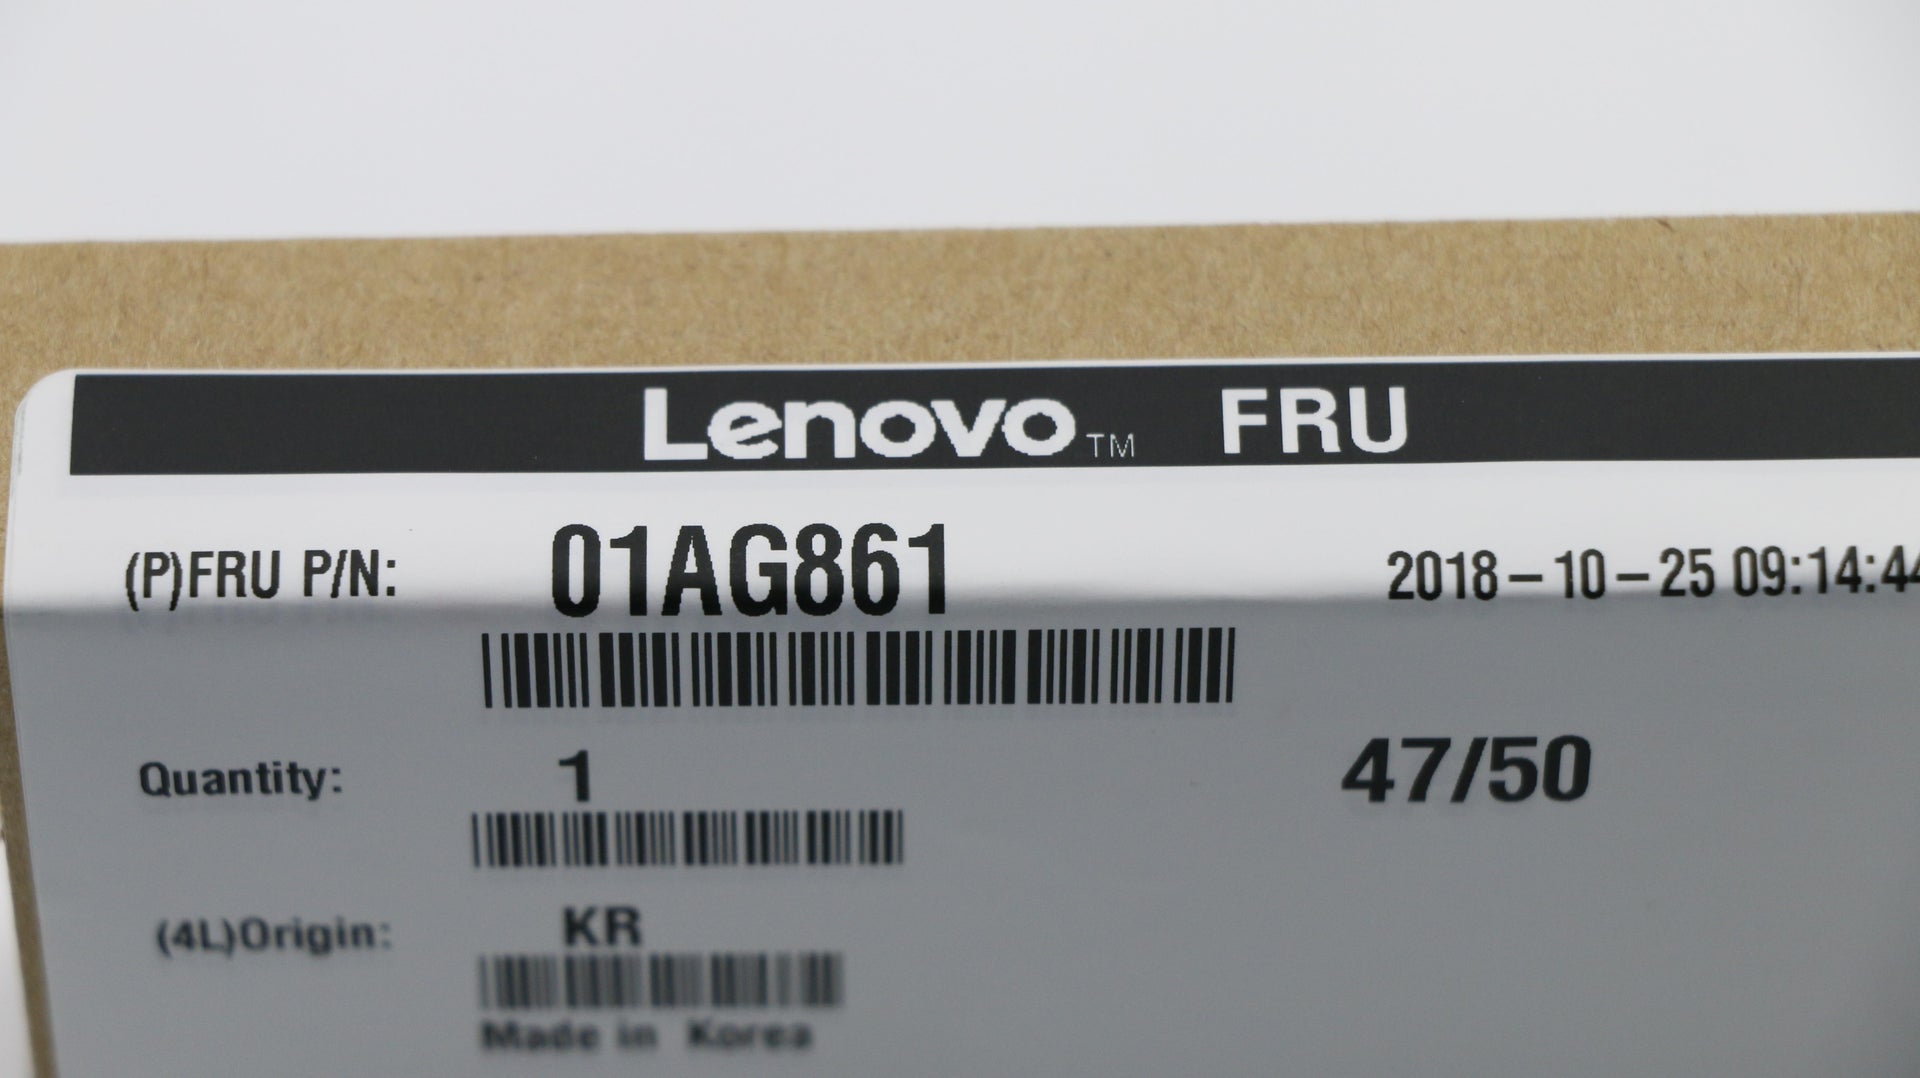 Lenovo™ FRU
(P)FRU P/N: 01AG861 2018-10-25 09:14:44
Quantity: 1 47/50
(4L)Origin: KR
Made in Korea